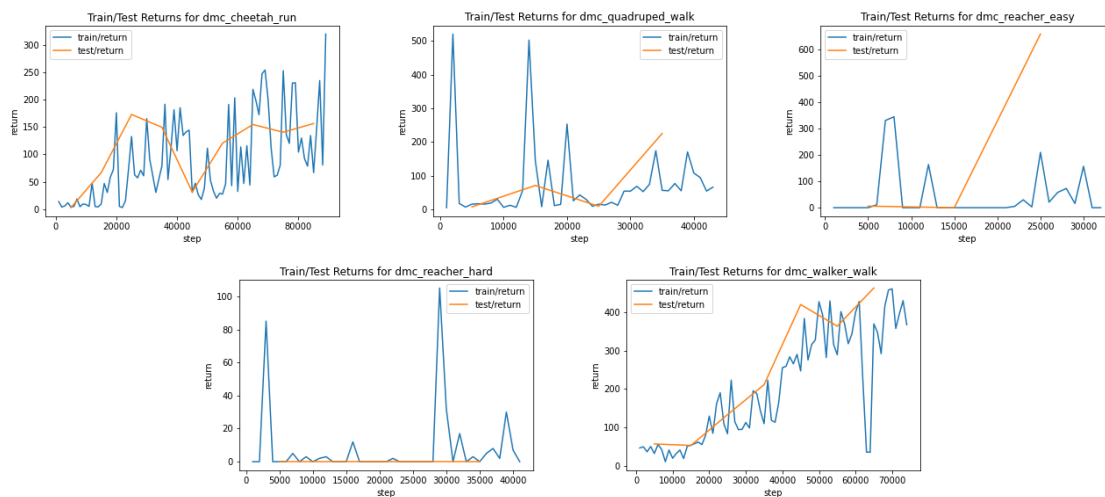 Train/Test Returns for dmc_cheetah_run
train/return
test/return
300
250
200
150
100
50
0
return
0
20000
40000
60000
80000
step
Train/Test Returns for dmc_quadruped_walk
train/return
test/return
500
400
300
200
100
0
return
0
10000
20000
30000
40000
step
Train/Test Returns for dmc_reacher_easy
train/return
test/return
600
500
400
300
200
100
0
return
0
5000
10000
15000
20000
25000
30000
step
Train/Test Returns for dmc_reacher_hard
train/return
test/return
100
80
60
40
20
0
return
0
5000
10000
15000
20000
25000
30000
35000
40000
step
Train/Test Returns for dmc_walker_walk
train/return
test/return
400
300
200
100
0
return
0
10000
20000
30000
40000
50000
60000
70000
step